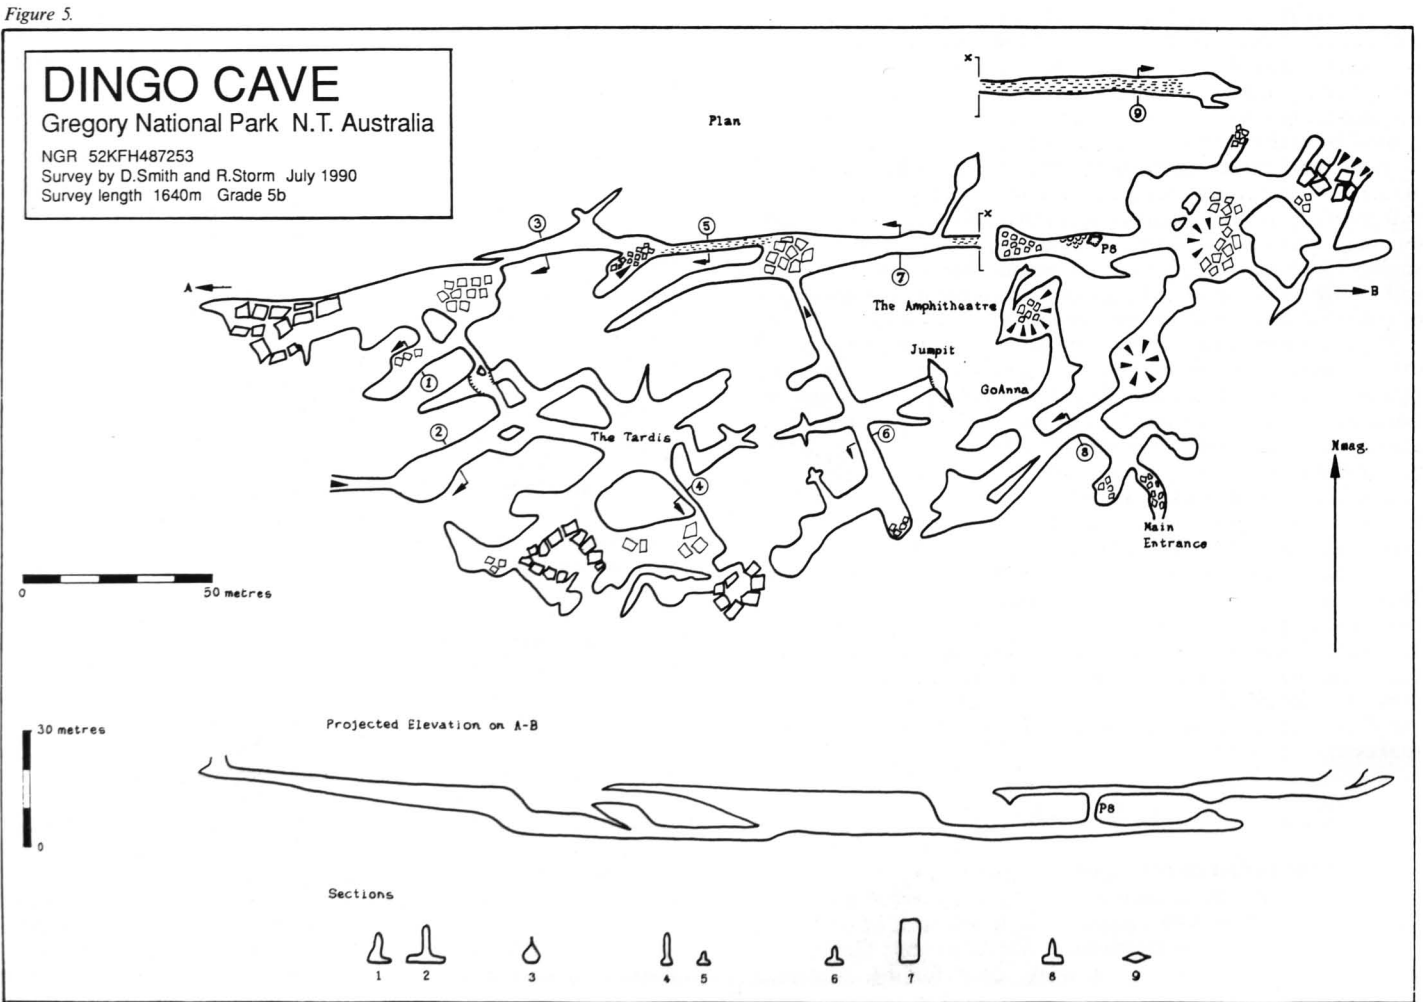 Figure 5.
DINGO CAVE
Gregory National Park N.T. Australia
NGR 52KFH487253
Survey by D.Smith and R.Storm July 1990
Survey length 1640m Grade 5b
Plan
x
9
3
5
x
P8
A
7
B
The Amphitheatre
Jumpit
1
GoAnna
2
The Tardis
6
8
Nmag.
4
Main
Entrance
0
50 metres
Projected Elevation on A-B
30 metres
P8
0
Sections
1
2
3
4
5
6
7
8
9